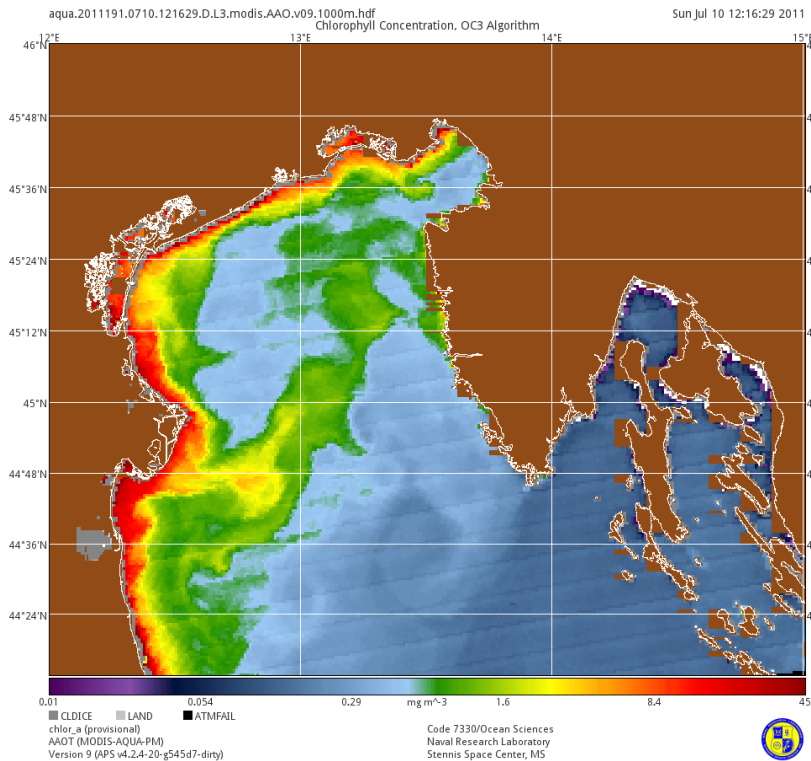 aqua.2011191.0710.121629.D.L3.modis.AAO.v09.1000m.hdf Sun Jul 10 12:16:29 2011
Chlorophyll Concentration, OC3 Algorithm
12°E 13°E 14°E 15°E
46°N
45°48'N
45°36'N
45°24'N
45°12'N
45°N
44°48'N
44°36'N
44°24'N
0.01 0.054 0.29 mg m^-3 1.6 8.4 45
CLDICE LAND ATMFAIL
chlor_a (provisional) Code 7330/Ocean Sciences
AAOT (MODIS-AQUA-PM) Naval Research Laboratory
Version 9 (APS v4.2.4-20-g545d7-dirty) Stennis Space Center, MS